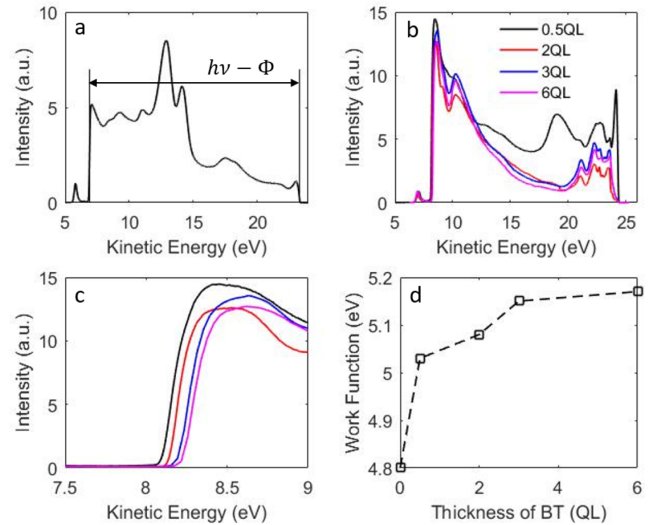 a
hν − Φ
Intensity (a.u.)
10
5
0
5
10
15
20
Kinetic Energy (eV)
b
0.5QL
2QL
3QL
6QL
Intensity (a.u.)
15
10
5
0
5
10
15
20
25
Kinetic Energy (eV)
c
Intensity (a.u.)
15
10
5
0
7.5
8
8.5
9
Kinetic Energy (eV)
d
Work Function (eV)
5.2
5.1
5
4.9
4.8
0
2
4
6
Thickness of BT (QL)